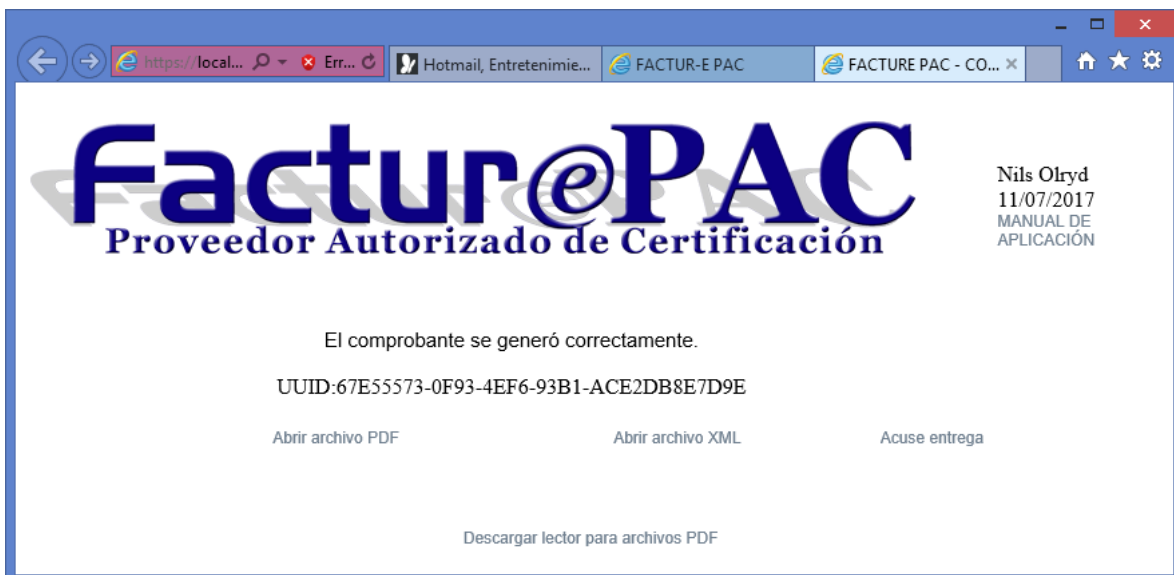 https://local... Err... Hotmail, Entretenimie... FACTUR-E PAC FACTURE PAC - CO...
Factur@PAC
Proveedor Autorizado de Certificación
Nils Olryd
11/07/2017
MANUAL DE
APLICACIÓN
El comprobante se generó correctamente.
UUID:67E55573-0F93-4EF6-93B1-ACE2DB8E7D9E
Abrir archivo PDF Abrir archivo XML Acuse entrega
Descargar lector para archivos PDF